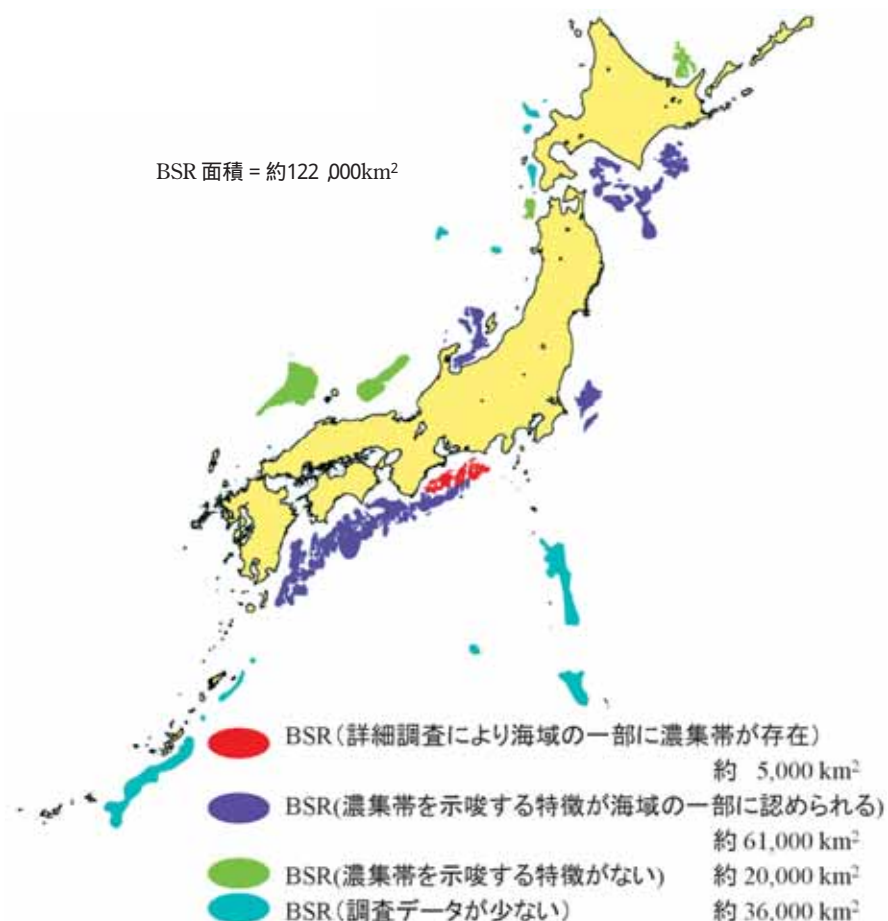 BSR 面積 = 約122,000km²
BSR(詳細調査により海域の一部に濃集帯が存在)
約 5,000 km²
BSR(濃集帯を示唆する特徴が海域の一部に認められる)
約 61,000 km²
BSR(濃集帯を示唆する特徴がない) 約 20,000 km²
BSR(調査データが少ない) 約 36,000 km²